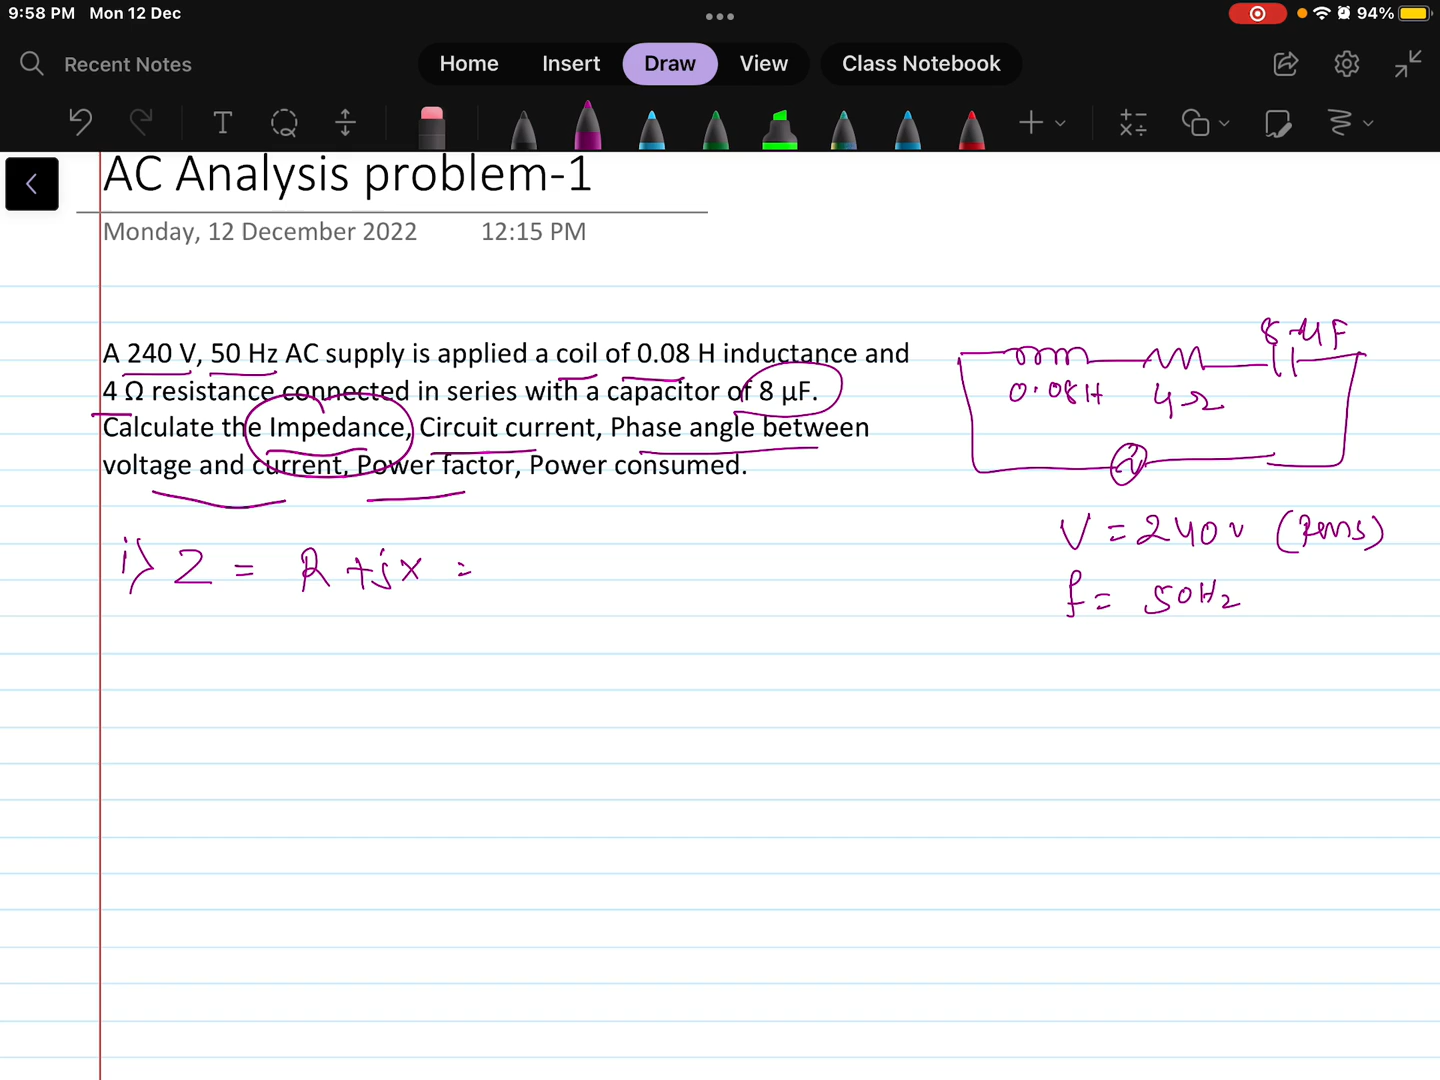 9:58 PM Mon 12 Dec
94%
Recent Notes
Home Insert Draw View Class Notebook
AC Analysis problem-1
Monday, 12 December 2022 12:15 PM
A 240 V, 50 Hz AC supply is applied a coil of 0.08 H inductance and
4 Ω resistance connected in series with a capacitor of 8 μF.
Calculate the Impedance, Circuit current, Phase angle between
voltage and current, Power factor, Power consumed.
8 μF
0.08H 4Ω
V = 240v (Rms)
f = 50Hz
i) Z = R + jx =